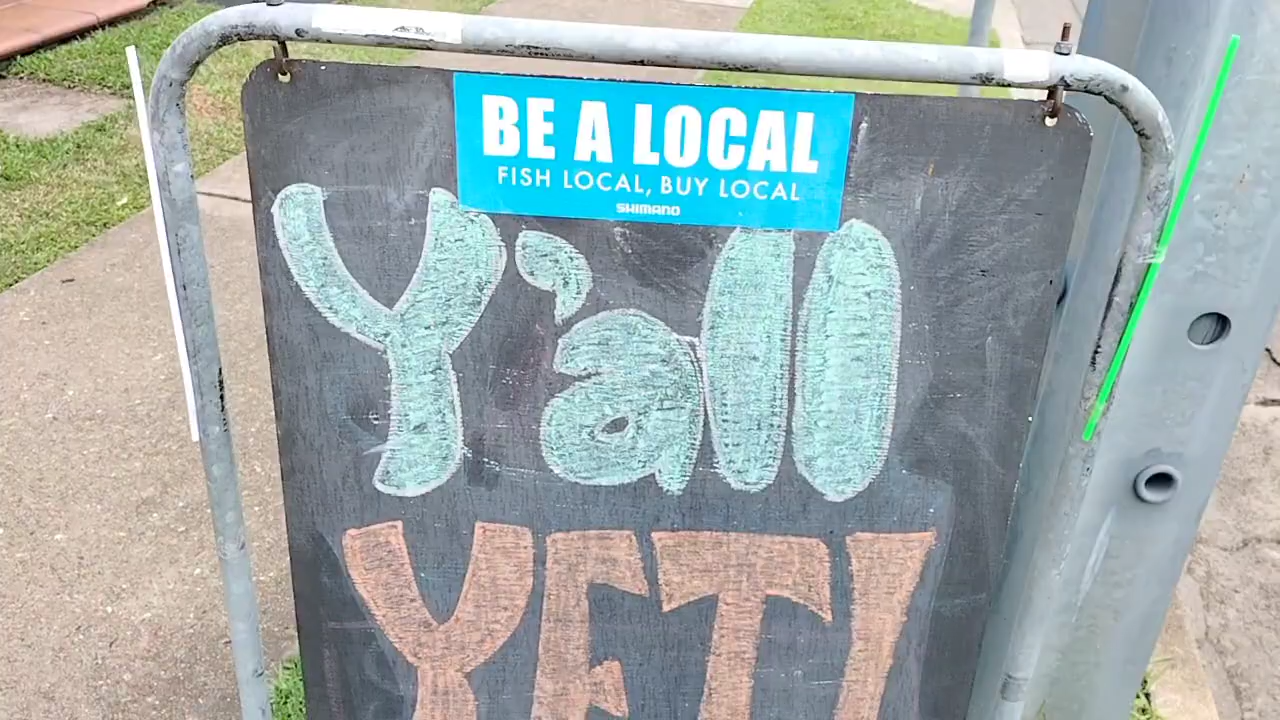 BE A LOCAL
FISH LOCAL, BUY LOCAL
SHIMANO
Y'all
YETI